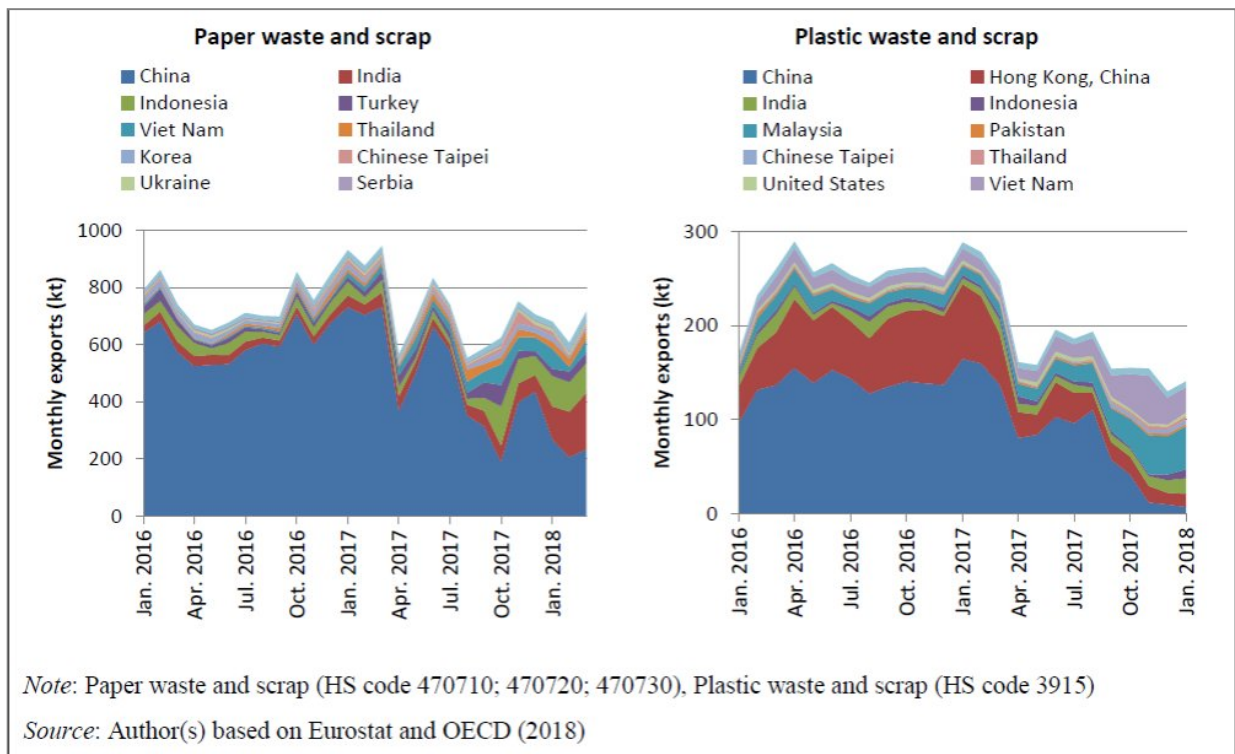 Paper waste and scrap
China
India
Indonesia
Turkey
Viet Nam
Thailand
Korea
Chinese Taipei
Ukraine
Serbia
Monthly exports (kt)
1000
800
600
400
200
0
Jan. 2016
Apr. 2016
Jul. 2016
Oct. 2016
Jan. 2017
Apr. 2017
Jul. 2017
Oct. 2017
Jan. 2018
Plastic waste and scrap
China
Hong Kong, China
India
Indonesia
Malaysia
Pakistan
Chinese Taipei
Thailand
United States
Viet Nam
Monthly exports (kt)
300
200
100
0
Jan. 2016
Apr. 2016
Jul. 2016
Oct. 2016
Jan. 2017
Apr. 2017
Jul. 2017
Oct. 2017
Jan. 2018
Note: Paper waste and scrap (HS code 470710; 470720; 470730), Plastic waste and scrap (HS code 3915)
Source: Author(s) based on Eurostat and OECD (2018)